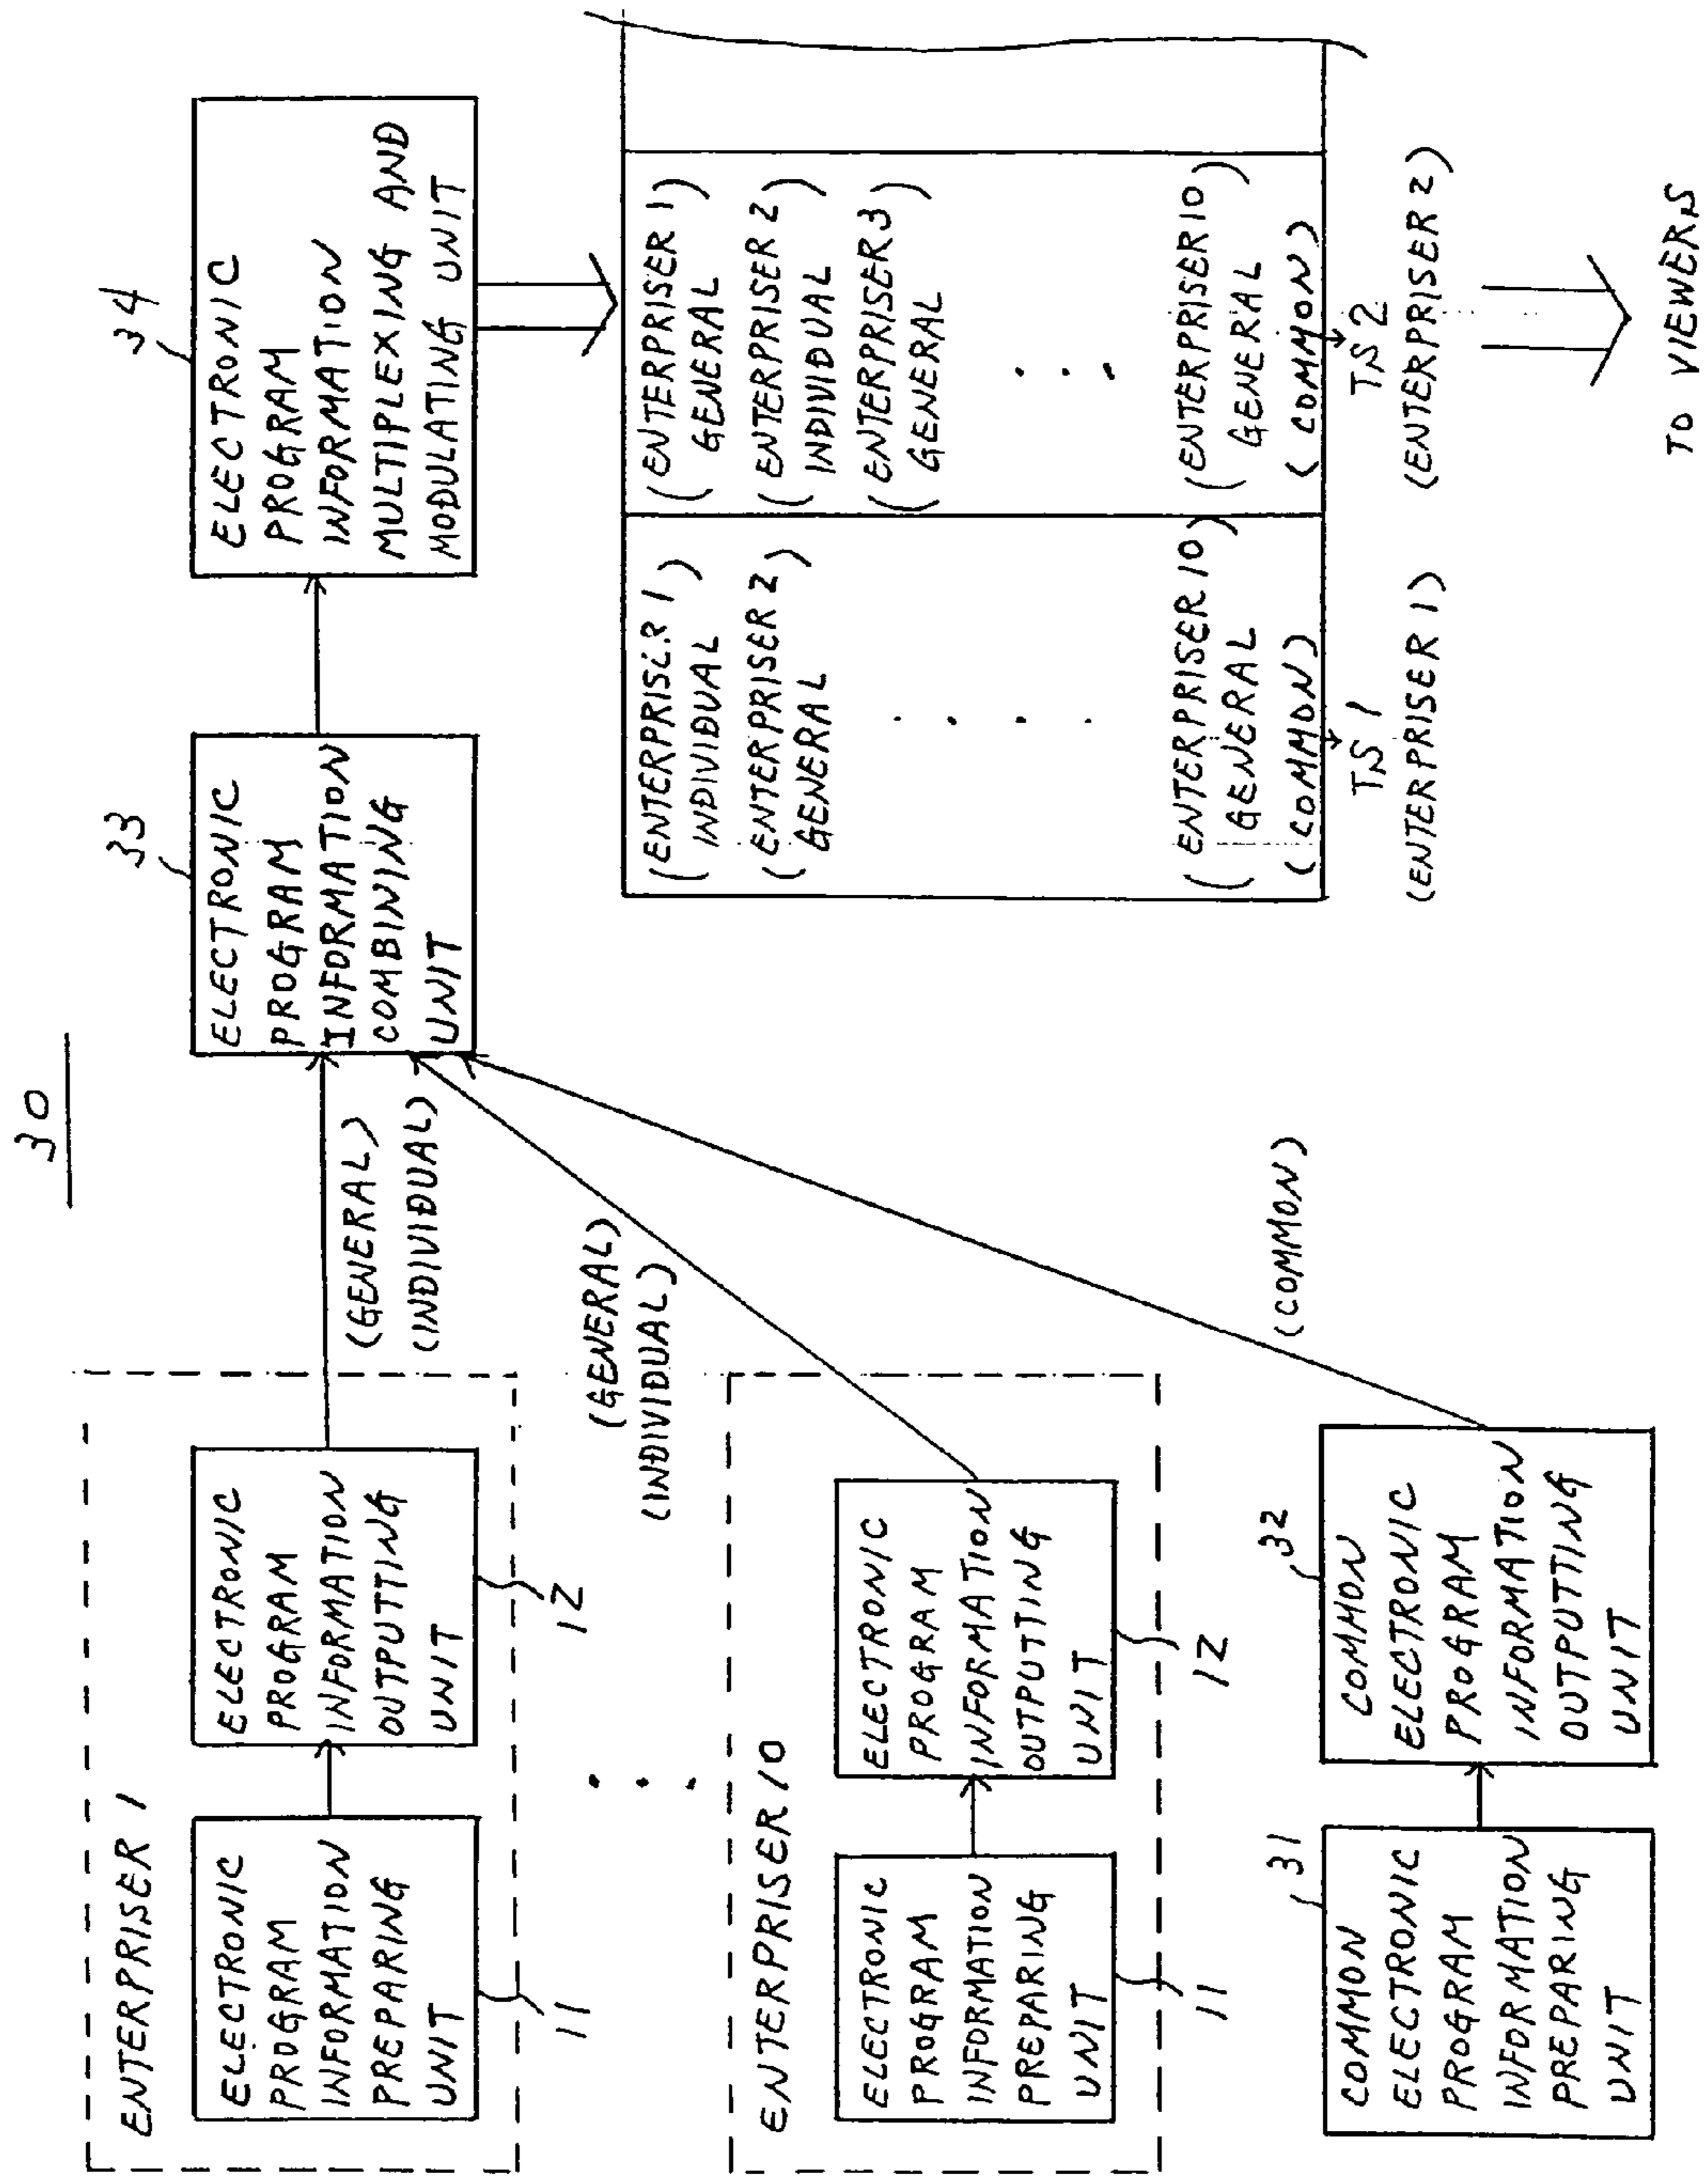 30
ENTERPRISER 1
ELECTRONIC
PROGRAM
INFORMATION
PREPARING
UNIT
11
ELECTRONIC
PROGRAM
INFORMATION
OUTPUTTING
UNIT
12
(GENERAL)
(INDIVIDUAL)
ENTERPRISER 10
ELECTRONIC
PROGRAM
INFORMATION
PREPARING
UNIT
11
ELECTRONIC
PROGRAM
INFORMATION
OUTPUTING
UNIT
12
(GENERAL)
(INDIVIDUAL)
31
COMMON
ELECTRONIC
PROGRAM
INFORMATION
PREPARING
UNIT
32
COMMON
ELECTRONIC
PROGRAM
INFORMATION
OUTPUTING
UNIT
(COMMON)
33
ELECTRONIC
PROGRAM
INFORMATION
COMBINING
UNIT
34
ELECTRONIC
PROGRAM
INFORMATION
MULTIPLEXING AND
MODULATING UNIT
(ENTERPRISER 1)
INDIVIDUAL
(ENTERPRISER 2)
GENERAL
(ENTERPRISER 10)
GENERAL
(COMMON)
TS 1
(ENTERPRISER 1)
(ENTERPRISER 1)
GENERAL
(ENTERPRISER 2)
INDIVIDUAL
(ENTERPRISER 3)
GENERAL
(ENTERPRISER 10)
GENERAL
(COMMON)
TS 2
(ENTERPRISER 2)
TO VIEWERS